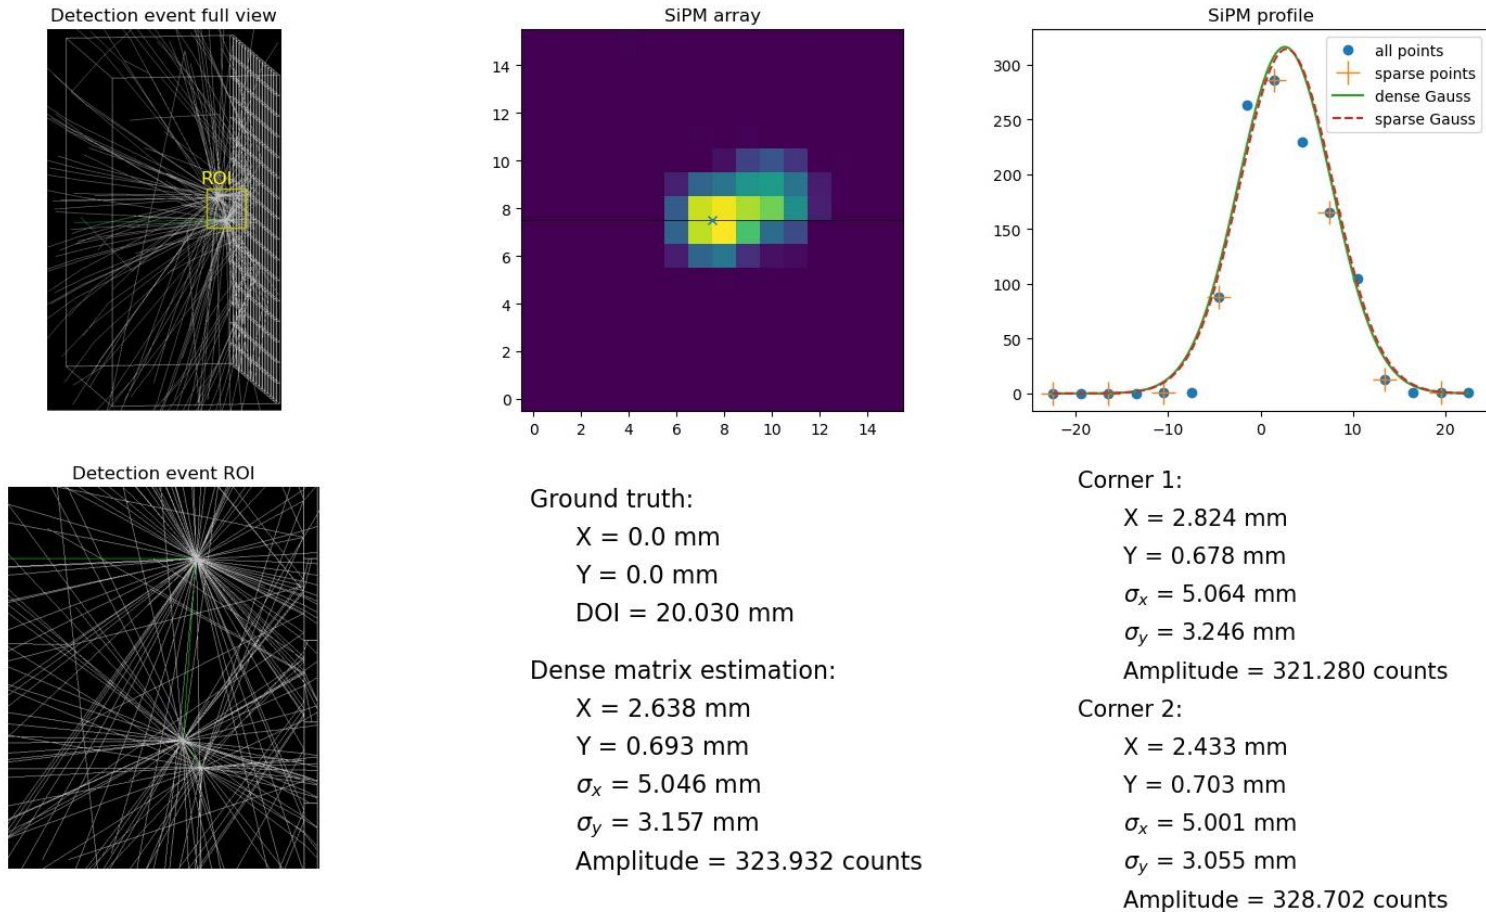 Detection event full view
ROI
SiPM array
14
12
10
8
6
4
2
0
0 2 4 6 8 10 12 14
SiPM profile
300
250
200
150
100
50
0
−20 −10 0 10 20
all points
sparse points
dense Gauss
sparse Gauss
Detection event ROI
Ground truth:
X = 0.0 mm
Y = 0.0 mm
DOI = 20.030 mm
Dense matrix estimation:
X = 2.638 mm
Y = 0.693 mm
σx = 5.046 mm
σy = 3.157 mm
Amplitude = 323.932 counts
Corner 1:
X = 2.824 mm
Y = 0.678 mm
σx = 5.064 mm
σy = 3.246 mm
Amplitude = 321.280 counts
Corner 2:
X = 2.433 mm
Y = 0.703 mm
σx = 5.001 mm
σy = 3.055 mm
Amplitude = 328.702 counts